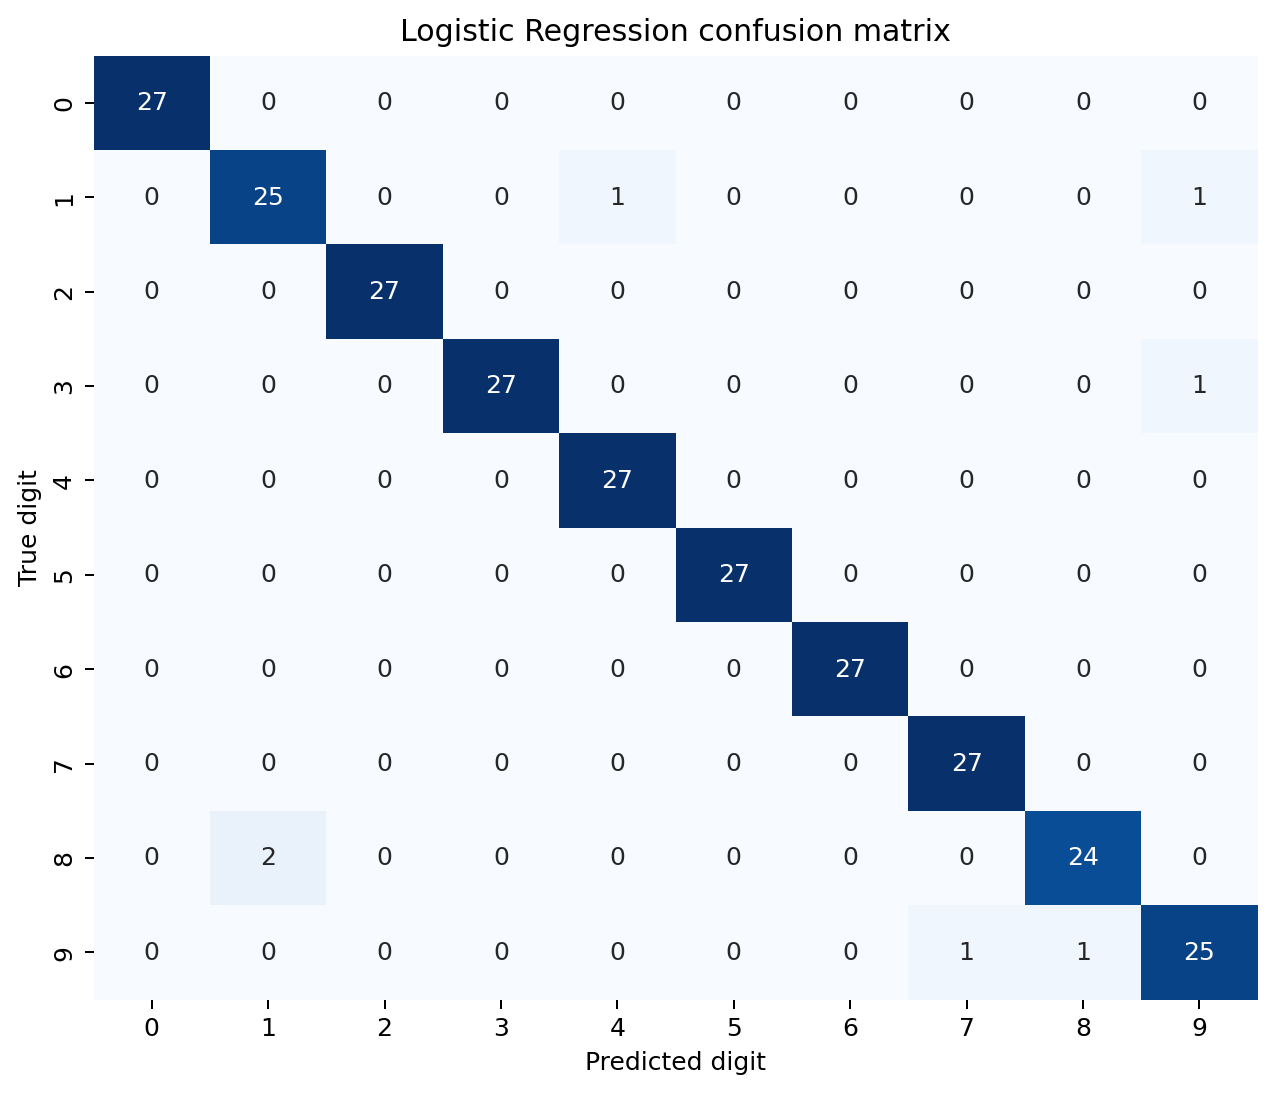 Logistic Regression confusion matrix
0 27 0 0 0 0 0 0 0 0 0
1 0 25 0 0 1 0 0 0 0 1
2 0 0 27 0 0 0 0 0 0 0
3 0 0 0 27 0 0 0 0 0 1
4 0 0 0 0 27 0 0 0 0 0
5 0 0 0 0 0 27 0 0 0 0
6 0 0 0 0 0 0 27 0 0 0
7 0 0 0 0 0 0 0 27 0 0
8 0 2 0 0 0 0 0 0 24 0
9 0 0 0 0 0 0 0 1 1 25
0 1 2 3 4 5 6 7 8 9
True digit
Predicted digit